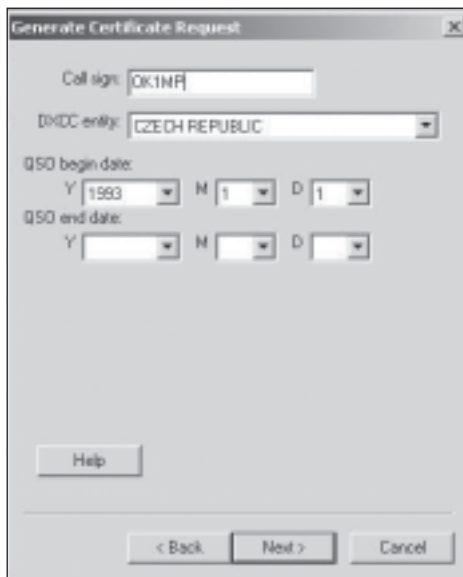 Generate Certificate Request
Call sign: OK1MP
DXCC entity: CZECH REPUBLIC
QSO begin date:
Y 1993 M 1 D 1
QSO end date:
Y M D
Help
< Back Next > Cancel